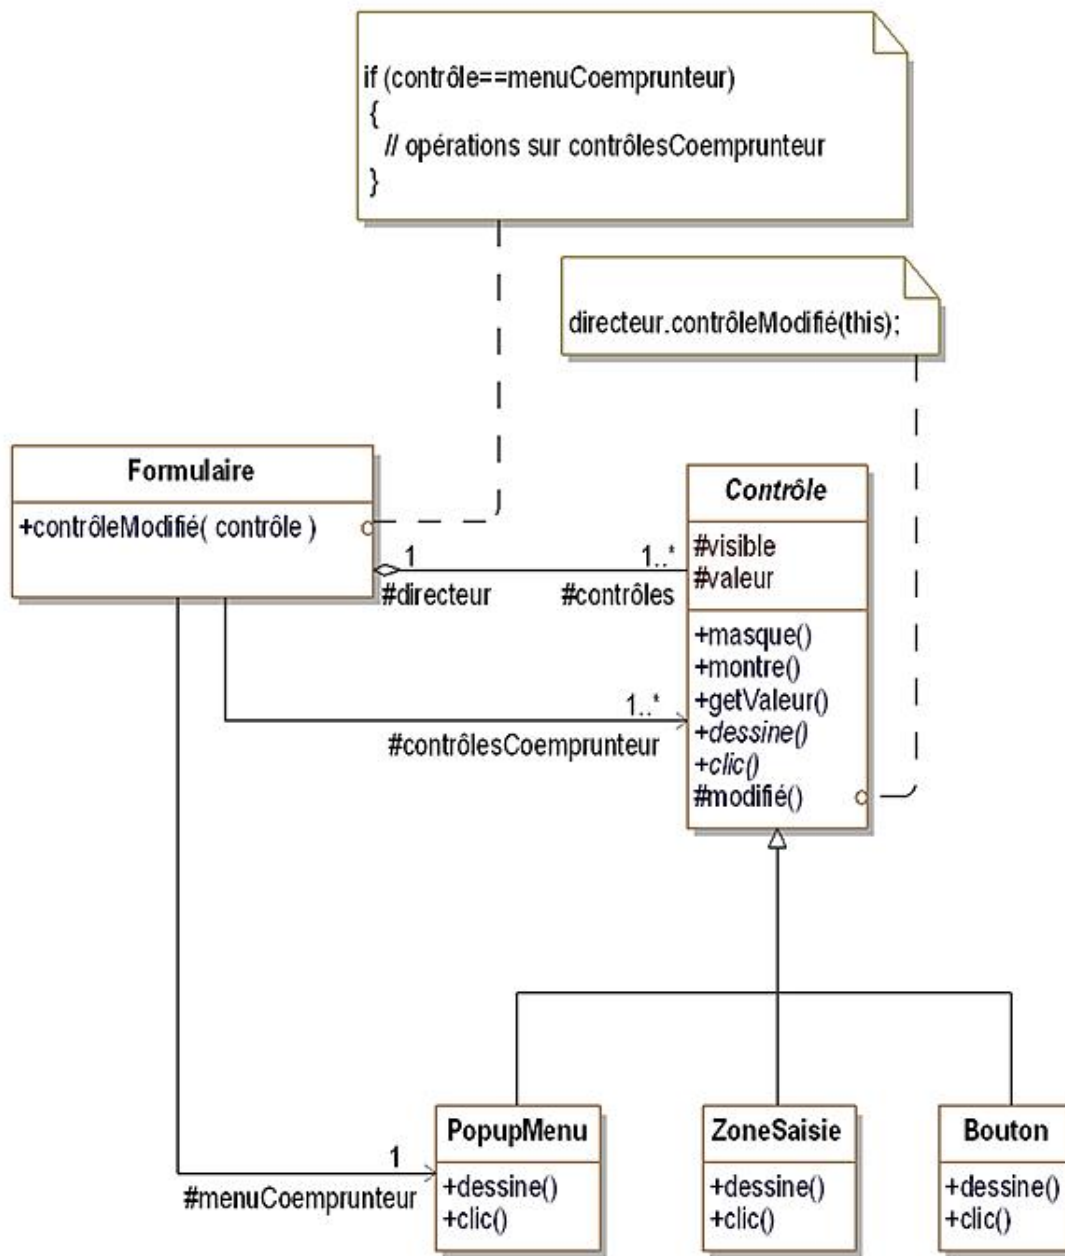 if (contrôle==menuCoemprunteur)
{
// opérations sur contrôlesCoemprunteur
}
directeur.contrôleModifié(this);
Formulaire
+contrôleModifié( contrôle )
1
1..*
#directeur
#contrôles
Contrôle
#visible
#valeur
+masque()
+montre()
+getValeur()
+dessine()
+clic()
#modifié()
1..*
#contrôlesCoemprunteur
1
#menuCoemprunteur
PopupMenu
+dessine()
+clic()
ZoneSaisie
+dessine()
+clic()
Bouton
+dessine()
+clic()